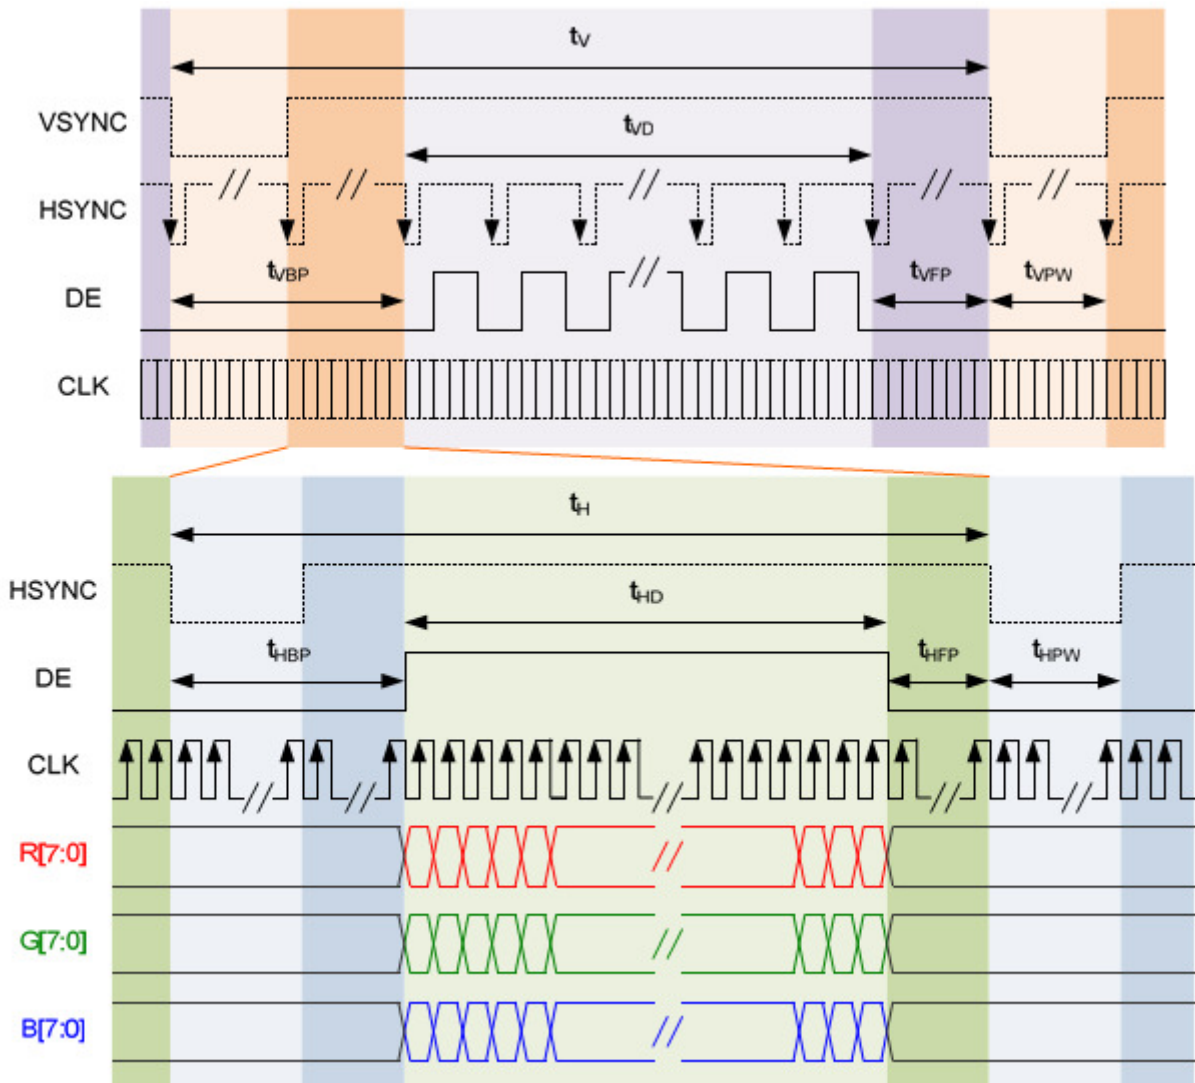 tV
VSYNC
tVD
HSYNC
tVBP
tVFP
tVPW
DE
CLK
tH
HSYNC
tHD
tHBP
tHFP
tHPW
DE
CLK
R[7:0]
G[7:0]
B[7:0]